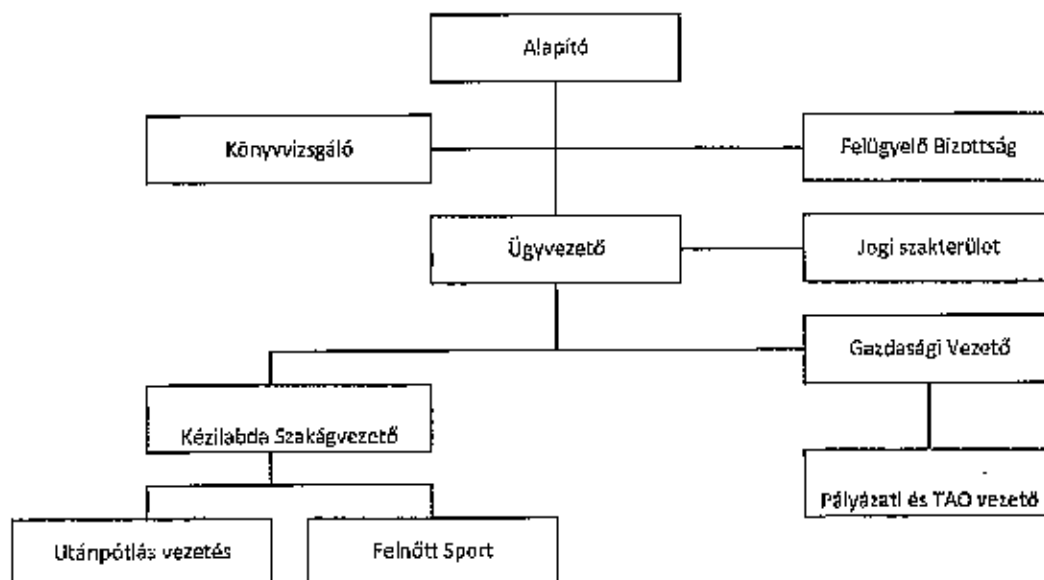 Alapító
Könyvvizsgáló
Felügyelő Bizottság
Ügyvezető
Jogi szakterület
Gazdasági Vezető
Kézilabda Szakágvezető
Pályázati és TAO vezető
Utánpótlás vezetés
Felnőtt Sport